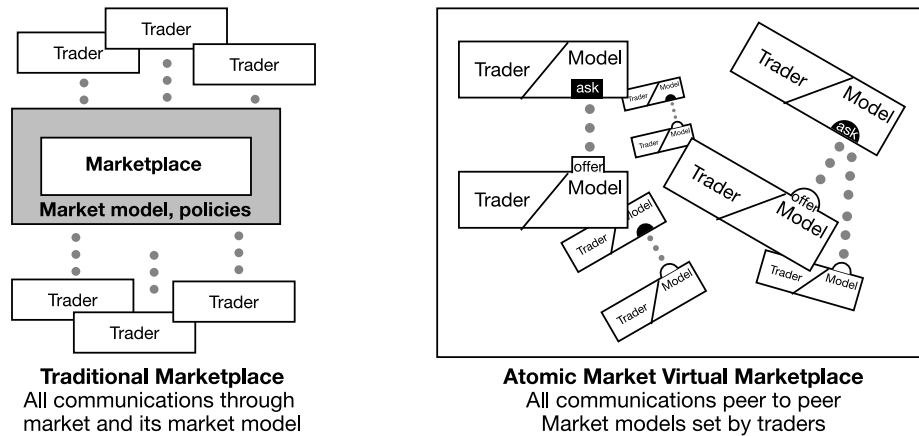 Trader
Trader
Trader
Marketplace
Market model, policies
Trader
Trader
Trader
Traditional Marketplace
All communications through
market and its market model
Trader
Model
ask
offer
Trader
Model
Trader
Model
Trader
Model
Trader
Model
ask
Trader
offer
Model
Trader
Model
Trader
Model
Trader
Model
Atomic Market Virtual Marketplace
All communications peer to peer
Market models set by traders